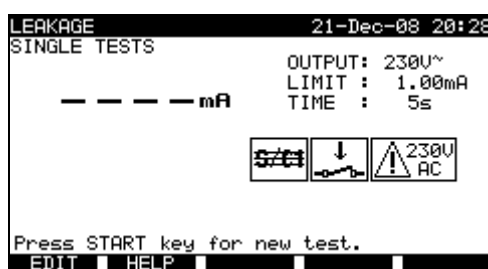 LEAKAGE 21-Dec-08 20:28
SINGLE TESTS
OUTPUT: 230V~
LIMIT : 1.00mA
– – – – mA TIME : 5s
S/C1
230V
AC
Press START key for new test.
EDIT HELP